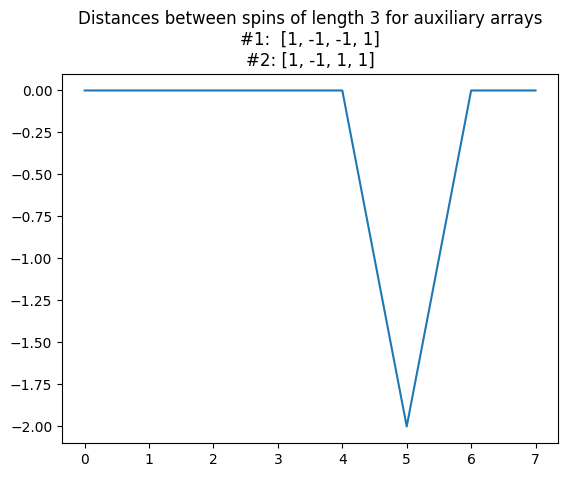 Distances between spins of length 3 for auxiliary arrays
#1:  [1, -1, -1, 1]
#2: [1, -1, 1, 1]
0.00
−0.25
−0.50
−0.75
−1.00
−1.25
−1.50
−1.75
−2.00
0 1 2 3 4 5 6 7